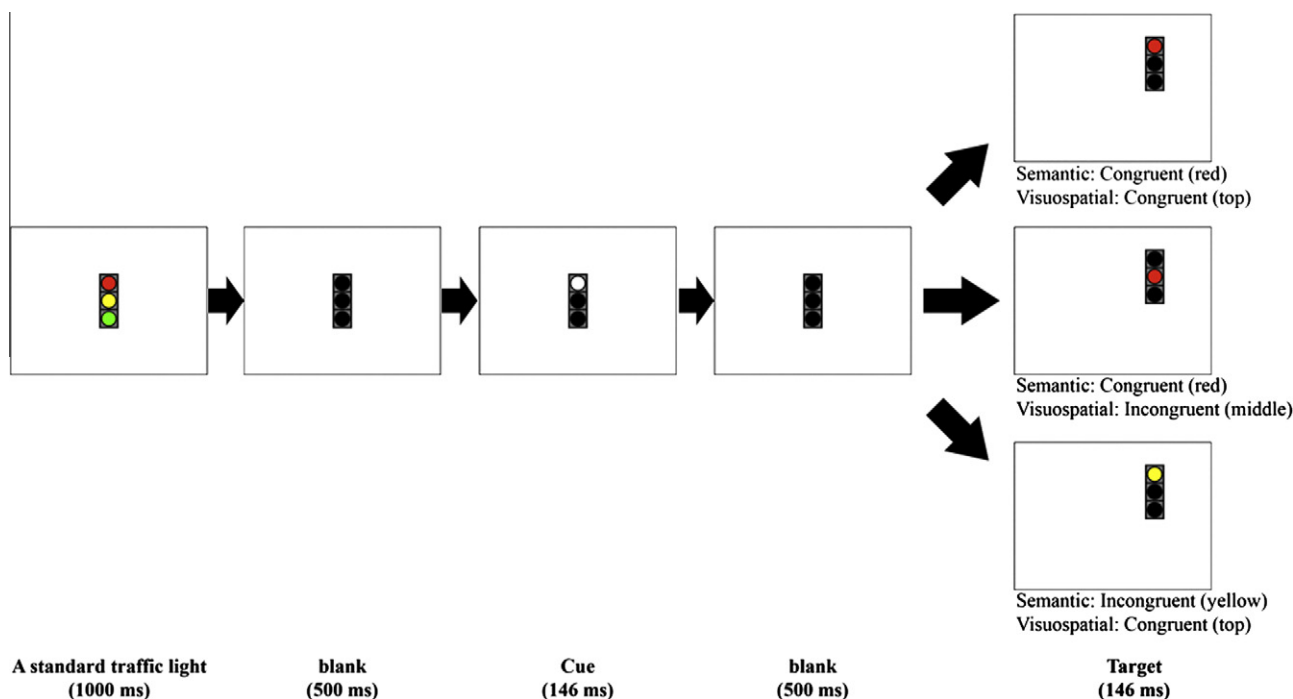 Semantic: Congruent (red)
Visuospatial: Congruent (top)
Semantic: Congruent (red)
Visuospatial: Incongruent (middle)
Semantic: Incongruent (yellow)
Visuospatial: Congruent (top)
A standard traffic light
(1000 ms)
blank
(500 ms)
Cue
(146 ms)
blank
(500 ms)
Target
(146 ms)